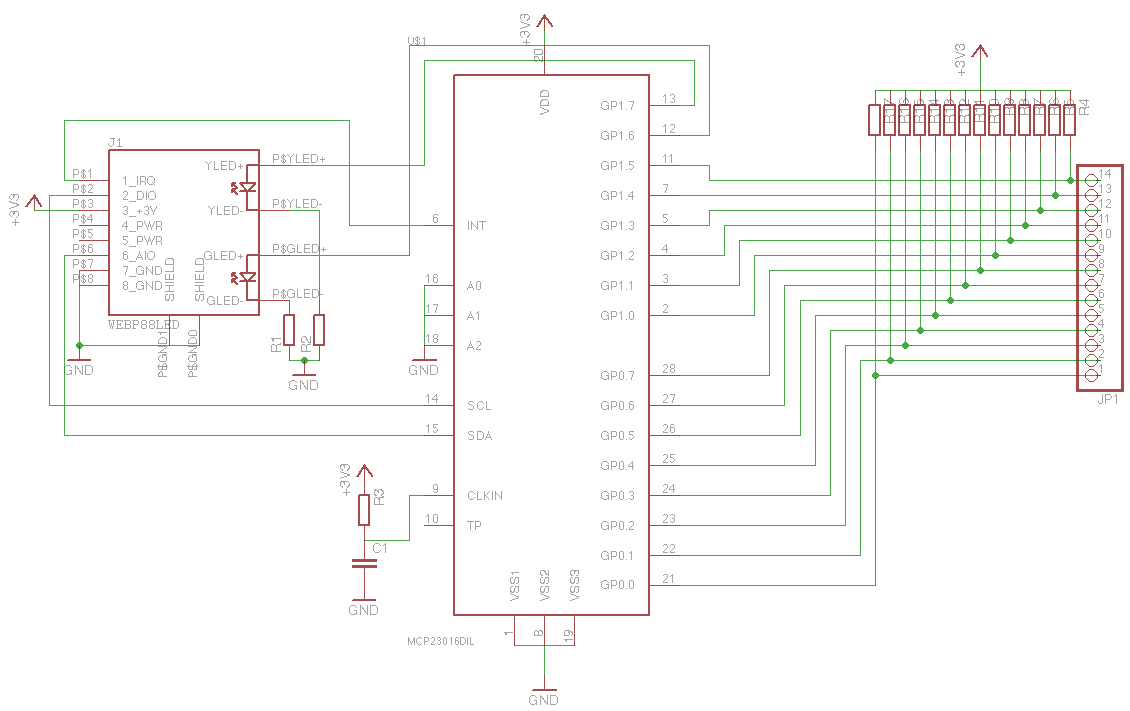 +3V3
U$1
20
VDD
+3V3
R17
R16
R15
R14
R13
R12
R11
R10
R9
R8
R7
R6
R5
R4
J1
P$1
P$2
P$3
P$4
P$5
P$6
P$7
P$8
+3V3
1_IRQ
2_DIO
3_+3V
4_PWR
5_PWR
6_AIO
7_GND
8_GND
SHIELD
SHIELD
YLED+
YLED-
GLED+
GLED-
P$YLED+
P$YLED-
P$GLED+
P$GLED-
WEBP88LED
P$GND1
P$GND0
GND
R1
R2
GND
6 INT
16 A0
17 A1
18 A2
GND
14 SCL
15 SDA
9 CLKIN
10 TP
+3V3
R3
C1
GND
GP1.7 13
GP1.6 12
GP1.5 11
GP1.4 7
GP1.3 5
GP1.2 4
GP1.1 3
GP1.0 2
GP0.7 28
GP0.6 27
GP0.5 26
GP0.4 25
GP0.3 24
GP0.2 23
GP0.1 22
GP0.0 21
14
13
12
11
10
9
8
7
6
5
4
3
2
1
JP1
VSS1
VSS2
VSS3
1
8
19
MCP23016DIL
GND